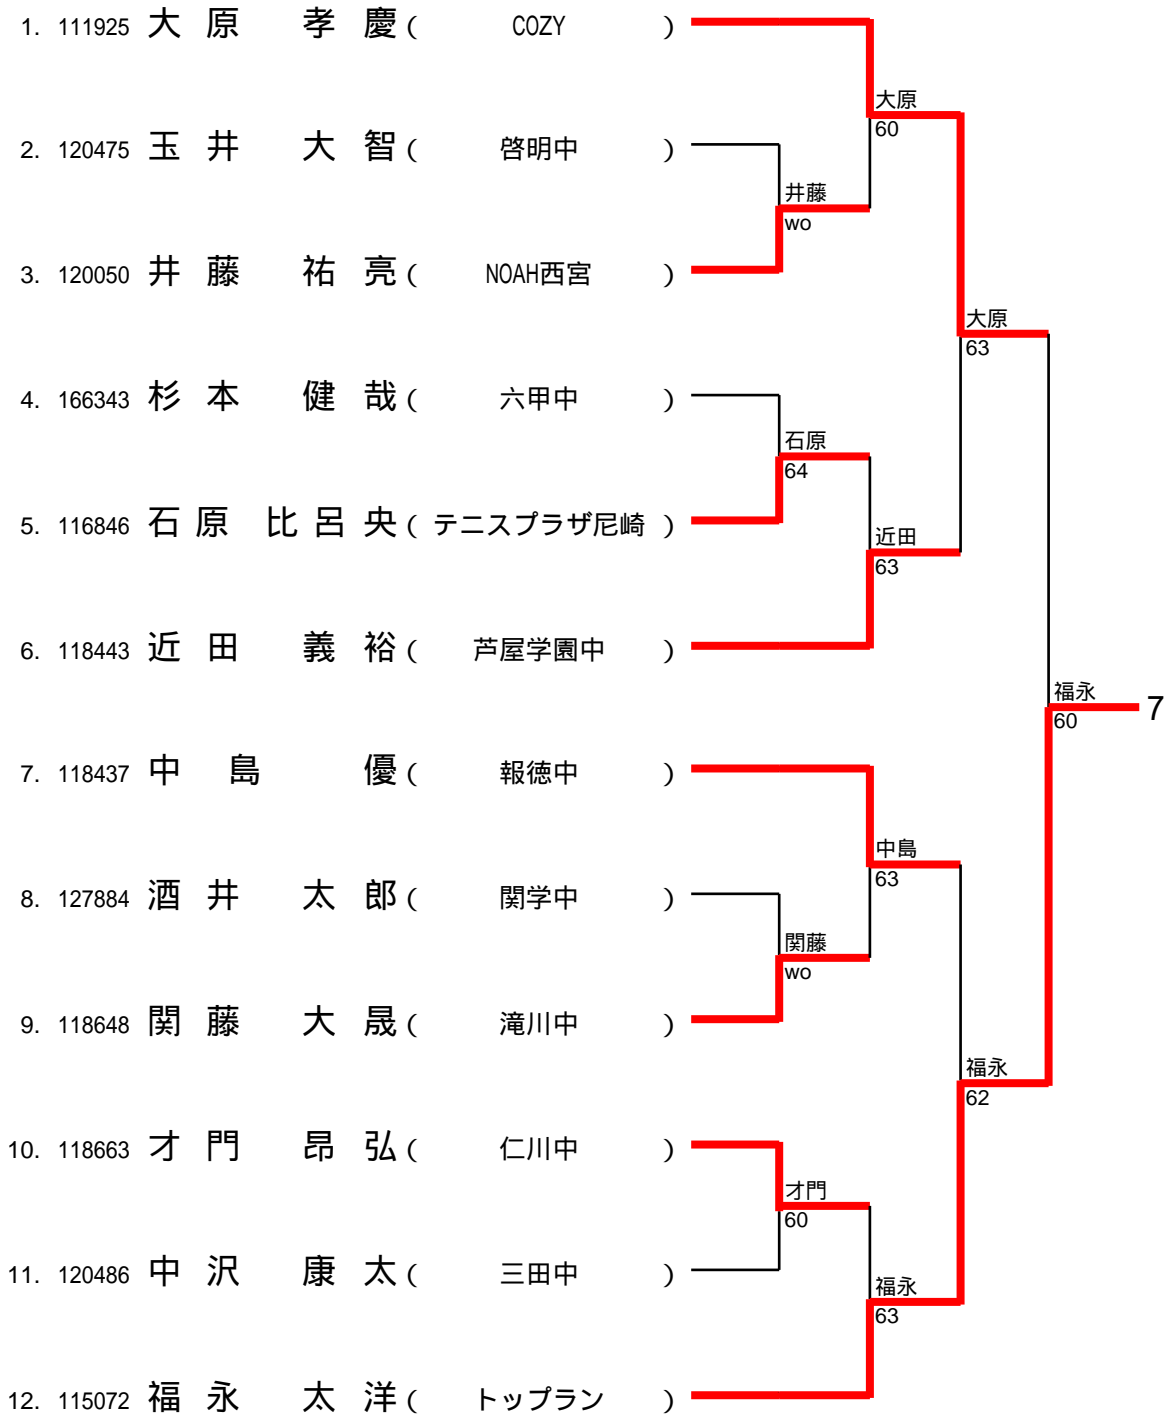 1. 111925 大原 孝慶 ( COZY )
大原
60
2. 120475 玉井 大智 ( 啓明中 )
井藤
wo
3. 120050 井藤 祐亮 ( NOAH西宮 )
大原
63
4. 166343 杉本 健哉 ( 六甲中 )
石原
64
5. 116846 石原 比呂央 ( テニスプラザ尼崎 )
近田
63
6. 118443 近田 義裕 ( 芦屋学園中 )
福永
60
7
7. 118437 中島 優 ( 報徳中 )
中島
63
8. 127884 酒井 太郎 ( 関学中 )
関藤
wo
9. 118648 関藤 大晟 ( 滝川中 )
福永
62
10. 118663 才門 昂弘 ( 仁川中 )
才門
60
11. 120486 中沢 康太 ( 三田中 )
福永
63
12. 115072 福永 太洋 ( トップラン )